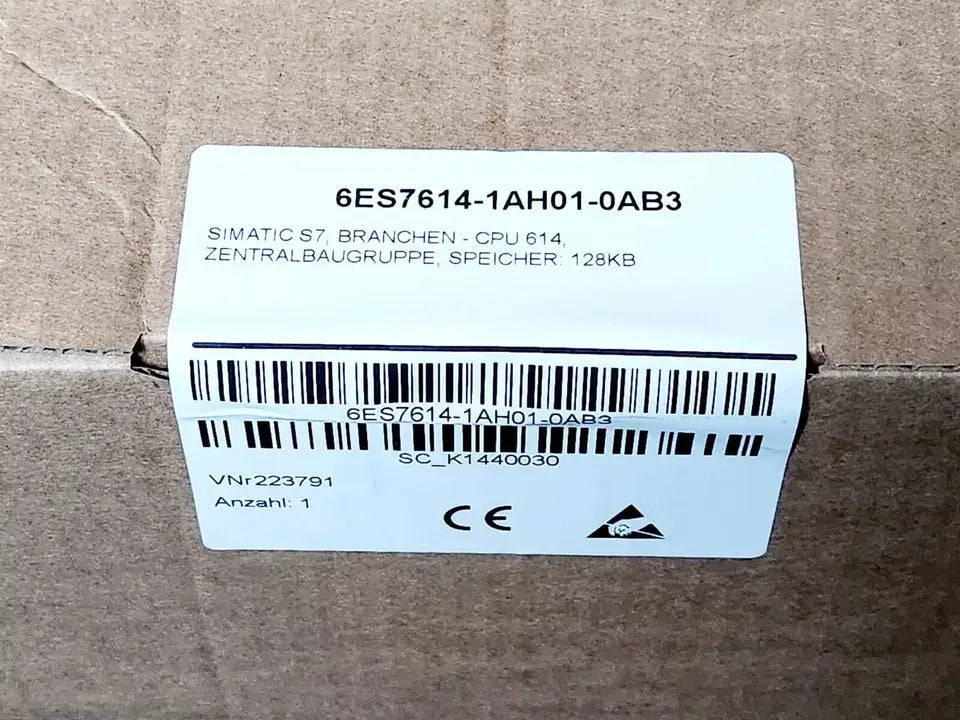 6ES7614-1AH01-0AB3
SIMATIC S7, BRANCHEN - CPU 614,
ZENTRALBAUGRUPPE, SPEICHER: 128KB
6ES7614-1AH01-0AB3
SC_K1440030
VNr223791
Anzahl: 1
CE